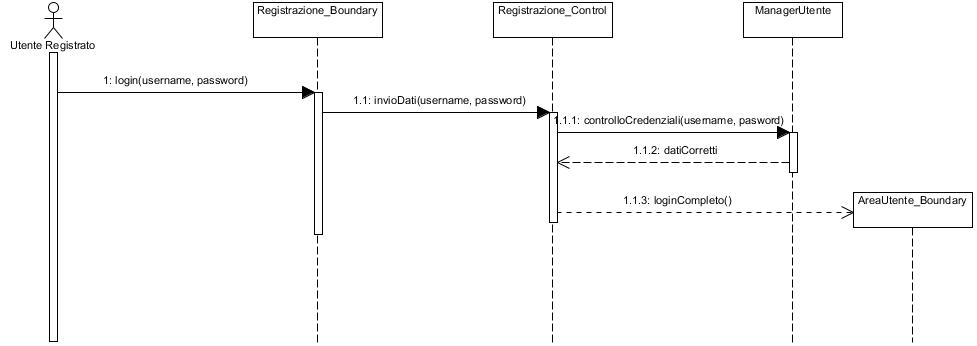 Registrazione_Boundary
Registrazione_Control
ManagerUtente
Utente Registrato
1: login(username, password)
1.1: invioDati(username, password)
1.1.1: controlloCredenziali(username, pasword)
1.1.2: datiCorretti
1.1.3: loginCompleto()
AreaUtente_Boundary